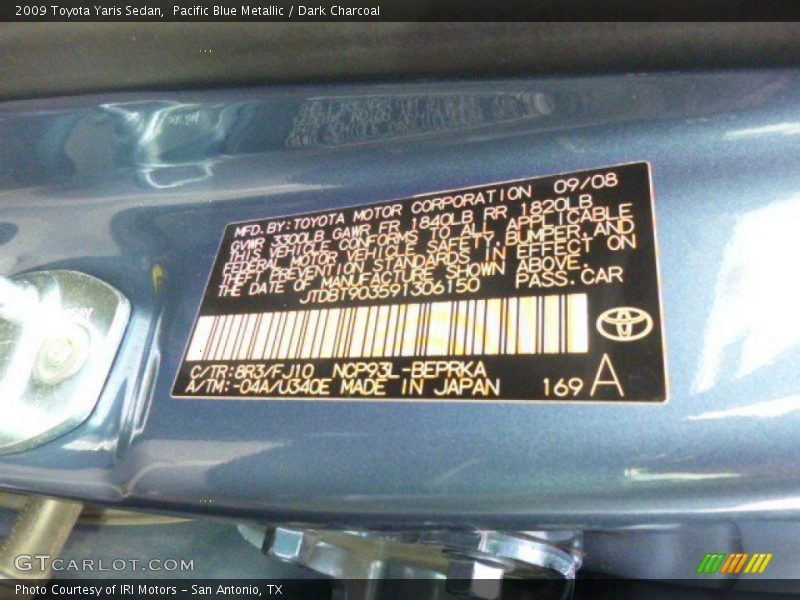 2009 Toyota Yaris Sedan,  Pacific Blue Metallic / Dark Charcoal
MFD. BY: TOYOTA MOTOR CORPORATION 09/08
GVWR 3300LB GAWR FR 1840LB RR 1820LB
THIS VEHICLE CONFORMS TO ALL APPLICABLE
FEDERAL MOTOR VEHICLE SAFETY, BUMPER, AND
THEFT PREVENTION STANDARDS IN EFFECT ON
THE DATE OF MANUFACTURE SHOWN ABOVE.
JTDBT903591306150 PASS. CAR
C/TR: 8R3/FJ10 NCP93L-BEPRKA
A/TM: -04A/U340E MADE IN JAPAN 169 A
GTCARLOT.COM
Photo Courtesy of IRI Motors - San Antonio, TX